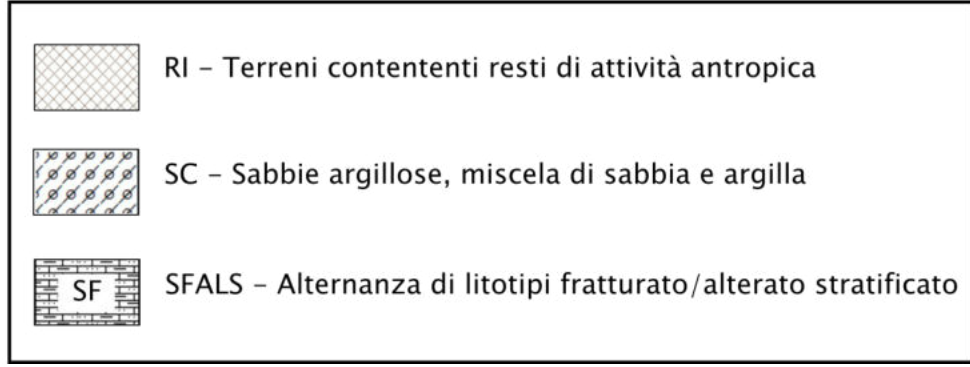 RI – Terreni contententi resti di attività antropica
SC – Sabbie argillose, miscela di sabbia e argilla
SF
SFALS – Alternanza di litotipi fratturato/alterato stratificato